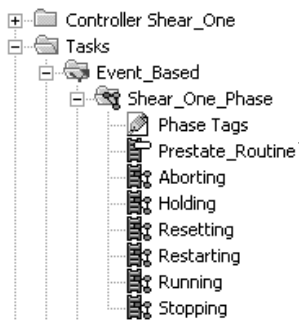 Controller Shear_One
Tasks
Event_Based
Shear_One_Phase
Phase Tags
Prestate_Routine
Aborting
Holding
Resetting
Restarting
Running
Stopping